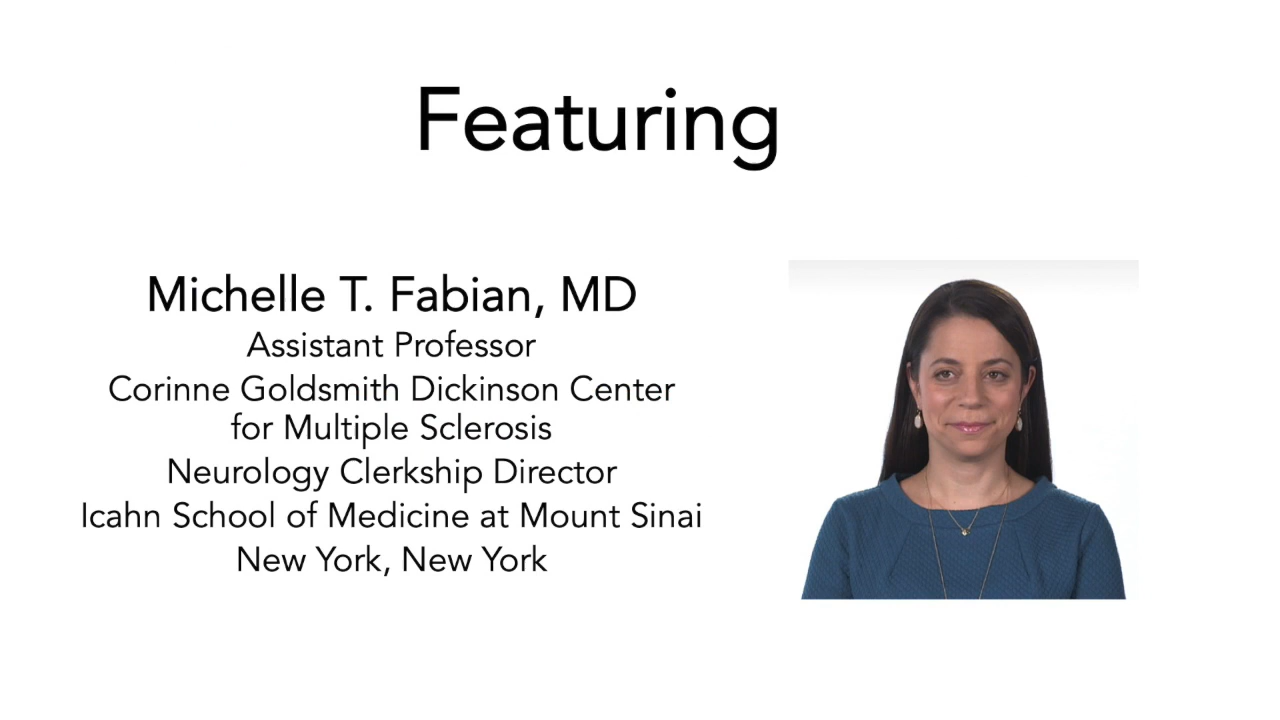 Featuring
Michelle T. Fabian, MD
Assistant Professor
Corinne Goldsmith Dickinson Center
for Multiple Sclerosis
Neurology Clerkship Director
Icahn School of Medicine at Mount Sinai
New York, New York